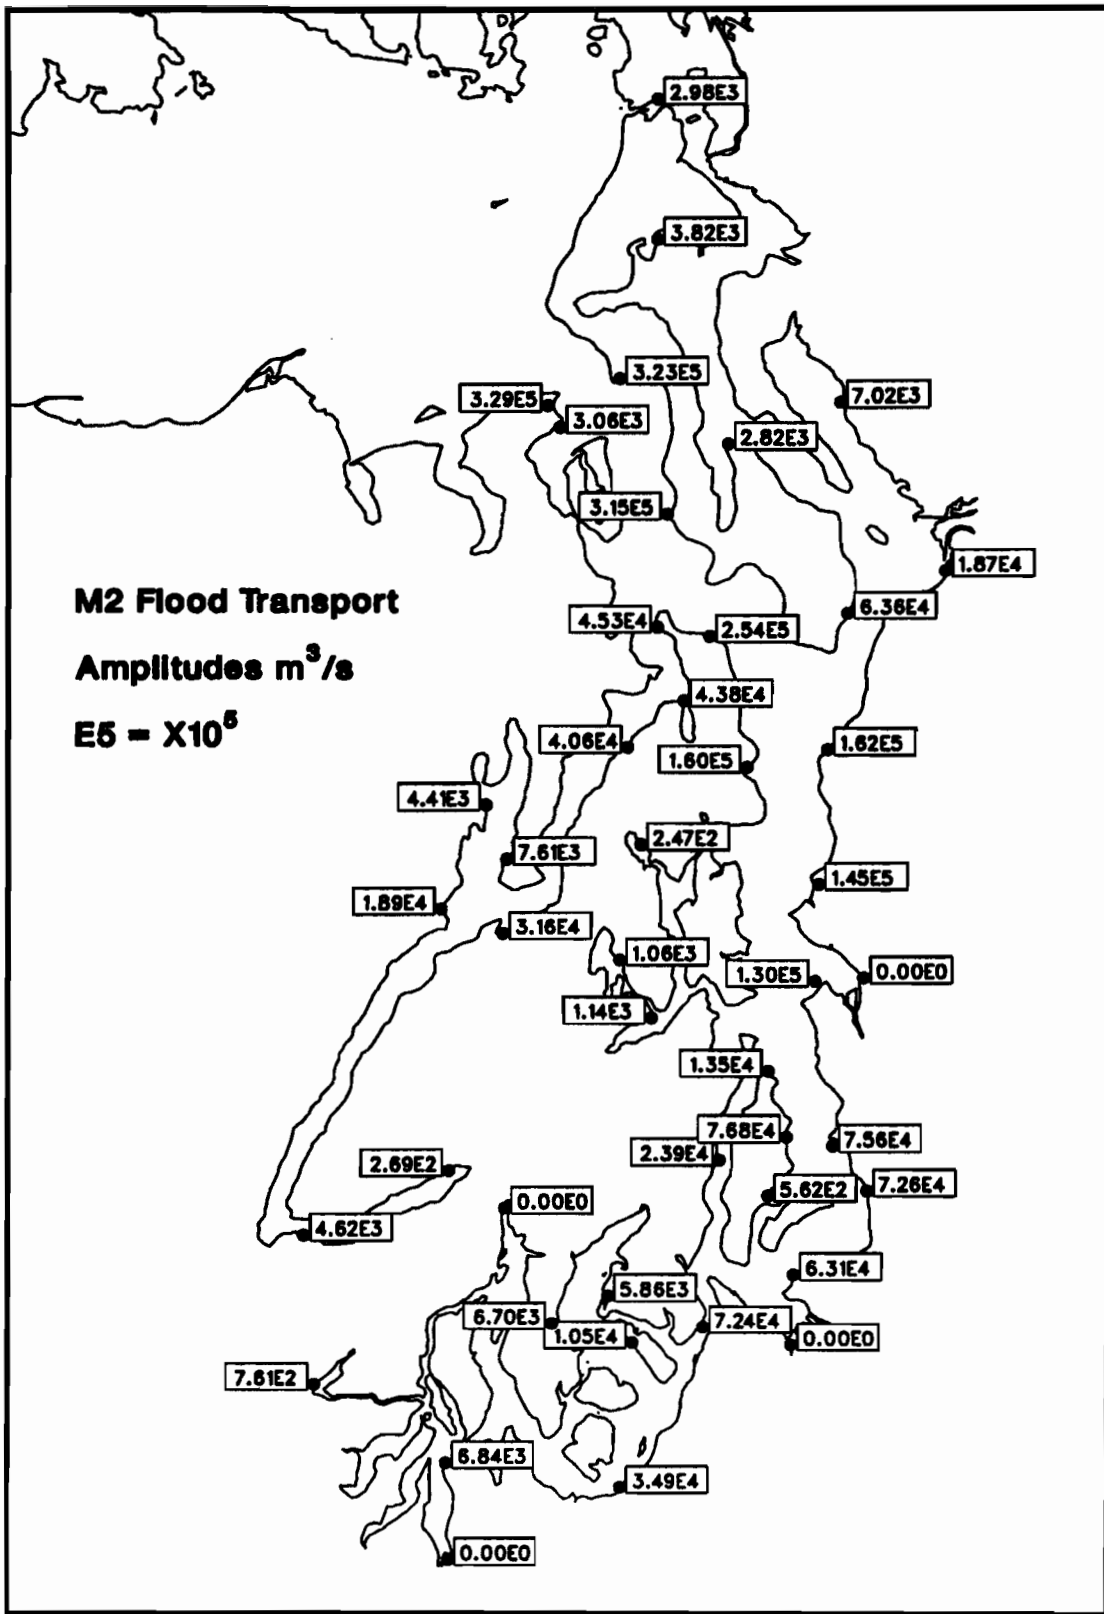 2.98E3
3.82E3
3.23E5
3.29E5
7.02E3
3.06E3
2.82E3
3.15E5
1.87E4
M2 Flood Transport
Amplitudes m³/s
E5 = X10⁵
6.36E4
4.53E4
2.54E5
4.38E4
4.06E4
1.62E5
1.60E5
4.41E3
2.47E2
7.61E3
1.45E5
1.89E4
3.16E4
1.06E3
1.30E5
0.00E0
1.14E3
1.35E4
7.68E4
7.56E4
2.39E4
2.69E2
5.62E2
7.26E4
0.00E0
4.62E3
6.31E4
5.86E3
6.70E3
1.05E4
7.24E4
0.00E0
7.61E2
6.84E3
3.49E4
0.00E0